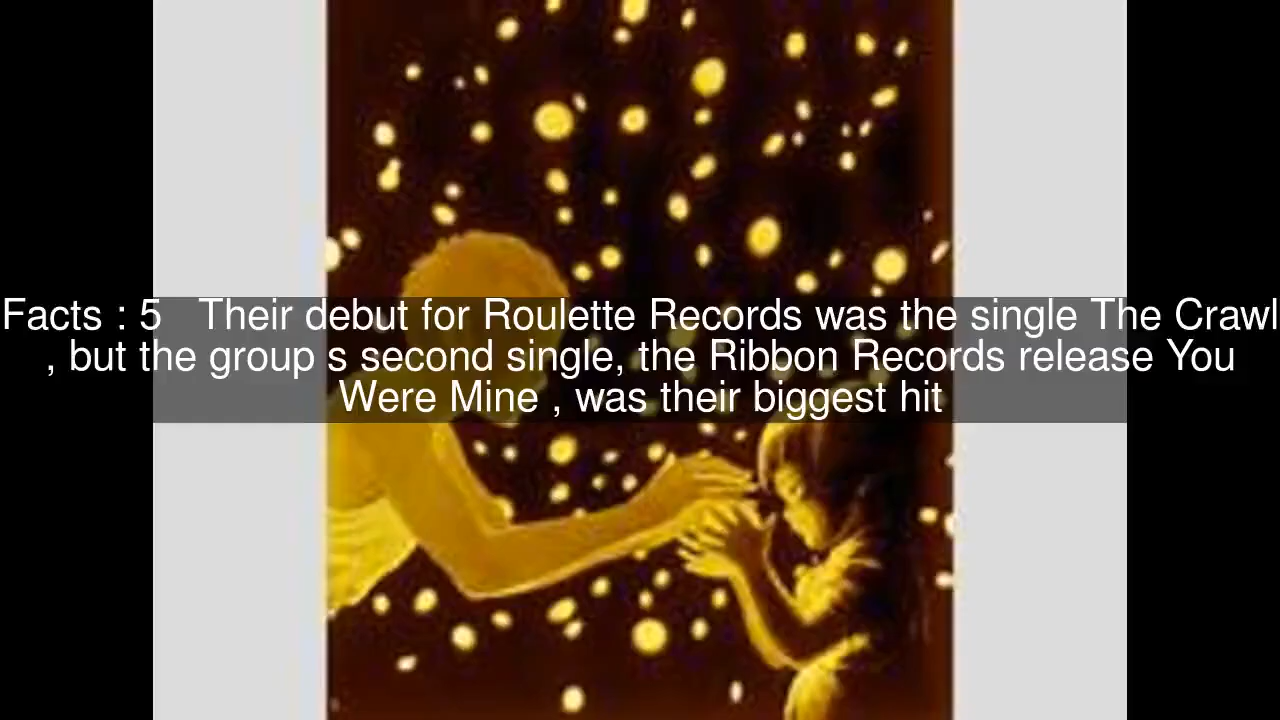 Facts : 5 Their debut for Roulette Records was the single The Crawl
, but the group s second single, the Ribbon Records release You
Were Mine , was their biggest hit